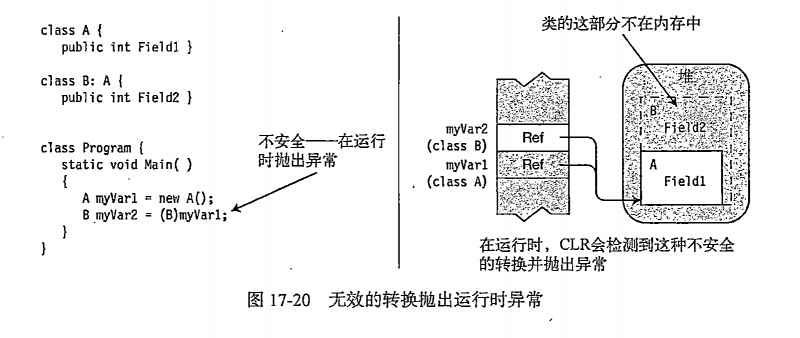 class A {
public int Field1 }
class B: A {
public int Field2 }
class Program {
static void Main( )
{
A myVar1 = new A();
B myVar2 = (B)myVar1;
}
}
不安全——在运行
时抛出异常
类的这部分不在内存中
堆
B
Field2
myVar2
(class B)
Ref
myVar1
(class A)
Ref
A
Field1
在运行时，CLR会检测到这种不安全
的转换并抛出异常
图 17-20 无效的转换抛出运行时异常